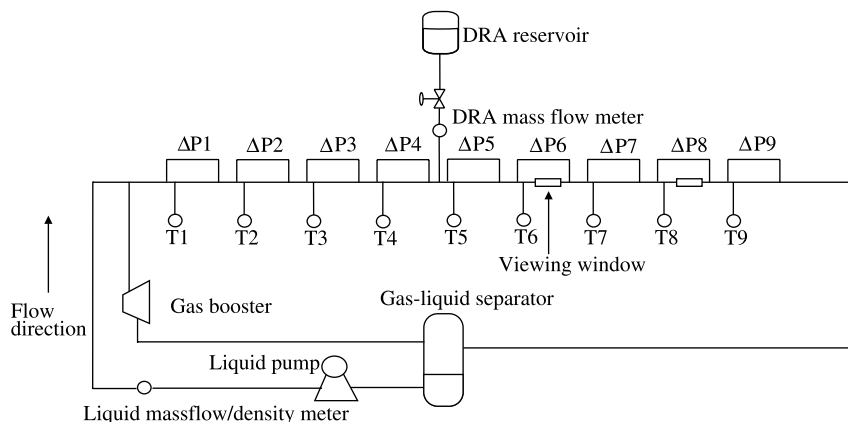 DRA reservoir
DRA mass flow meter
ΔP1 ΔP2 ΔP3 ΔP4 ΔP5 ΔP6 ΔP7 ΔP8 ΔP9
T1 T2 T3 T4 T5 T6 T7 T8 T9
Viewing window
Gas-liquid separator
Gas booster
Flow
direction
Liquid pump
Liquid massflow/density meter